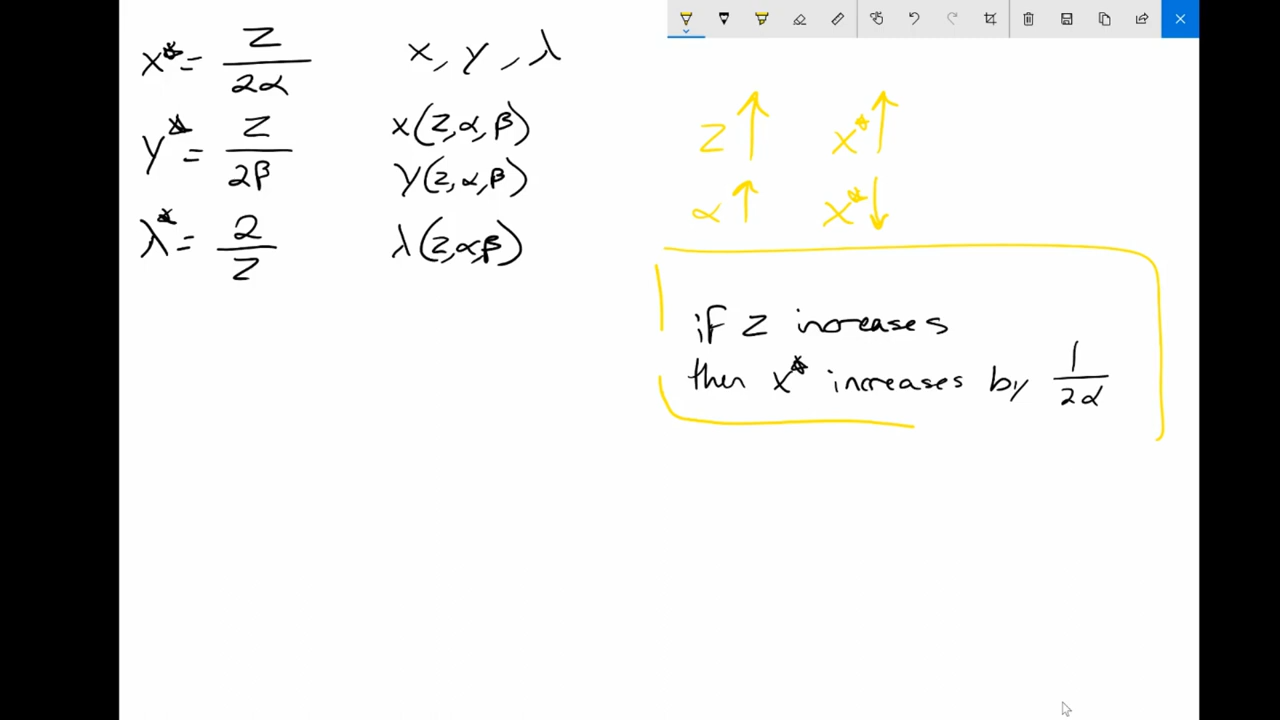 x* = z / 2α
y* = z / 2β
λ* = 2 / z
x, y, λ
x(z, α, β)
y(z, α, β)
λ(z, α, β)
z ↑ x* ↑
α ↑ x* ↓
if z increases
then x* increases by 1 / 2α